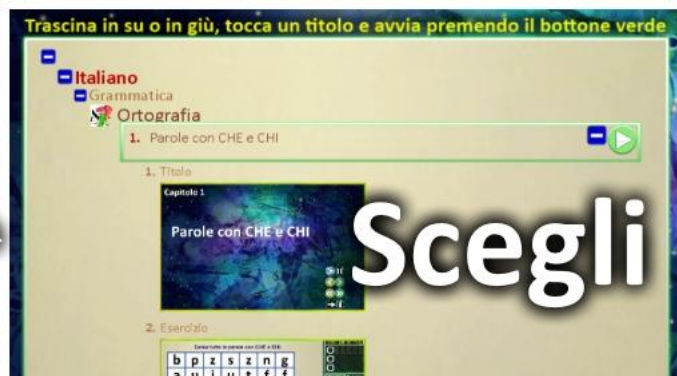 Trascina in su o in giù, tocca un titolo e avvia premendo il bottone verde
Italiano
Grammatica
Ortografia
1. Parole con CHE e CHI
1. Titolo
Capitolo 1
Parole con CHE e CHI
Scegli
2. Esercizio
b p z s z n g